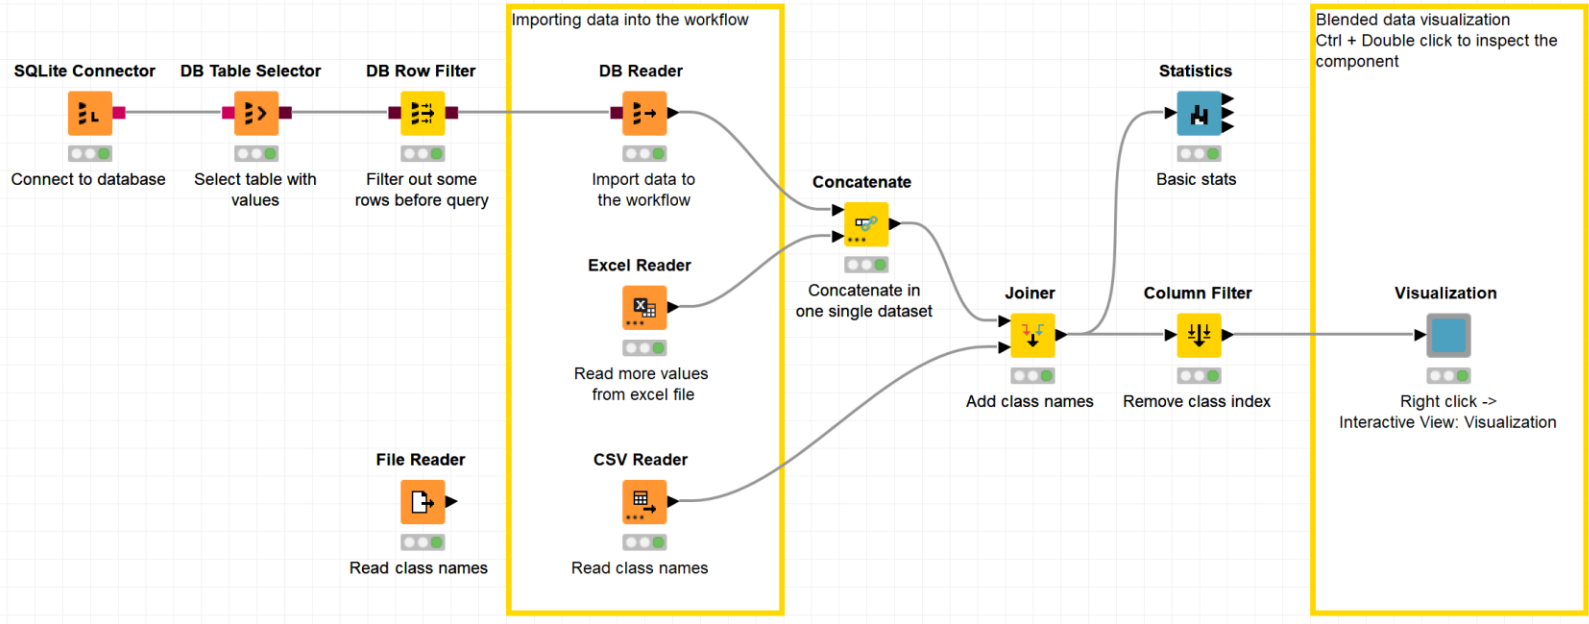 Importing data into the workflow
Blended data visualization
Ctrl + Double click to inspect the
component
SQLite Connector
DB Table Selector
DB Row Filter
DB Reader
Statistics
Connect to database
Select table with
values
Filter out some
rows before query
Import data to
the workflow
Basic stats
Concatenate
Concatenate in
one single dataset
Excel Reader
Read more values
from excel file
Joiner
Add class names
Column Filter
Remove class index
Visualization
Right click ->
Interactive View: Visualization
File Reader
Read class names
CSV Reader
Read class names